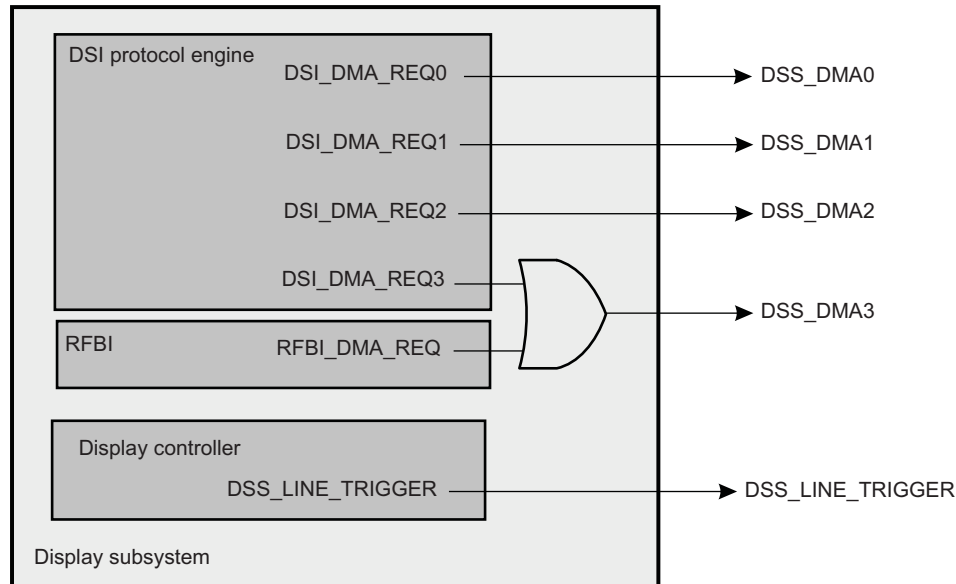 DSI protocol engine
DSI_DMA_REQ0
DSS_DMA0
DSI_DMA_REQ1
DSS_DMA1
DSI_DMA_REQ2
DSS_DMA2
DSI_DMA_REQ3
DSS_DMA3
RFBI
RFBI_DMA_REQ
Display controller
DSS_LINE_TRIGGER
DSS_LINE_TRIGGER
Display subsystem